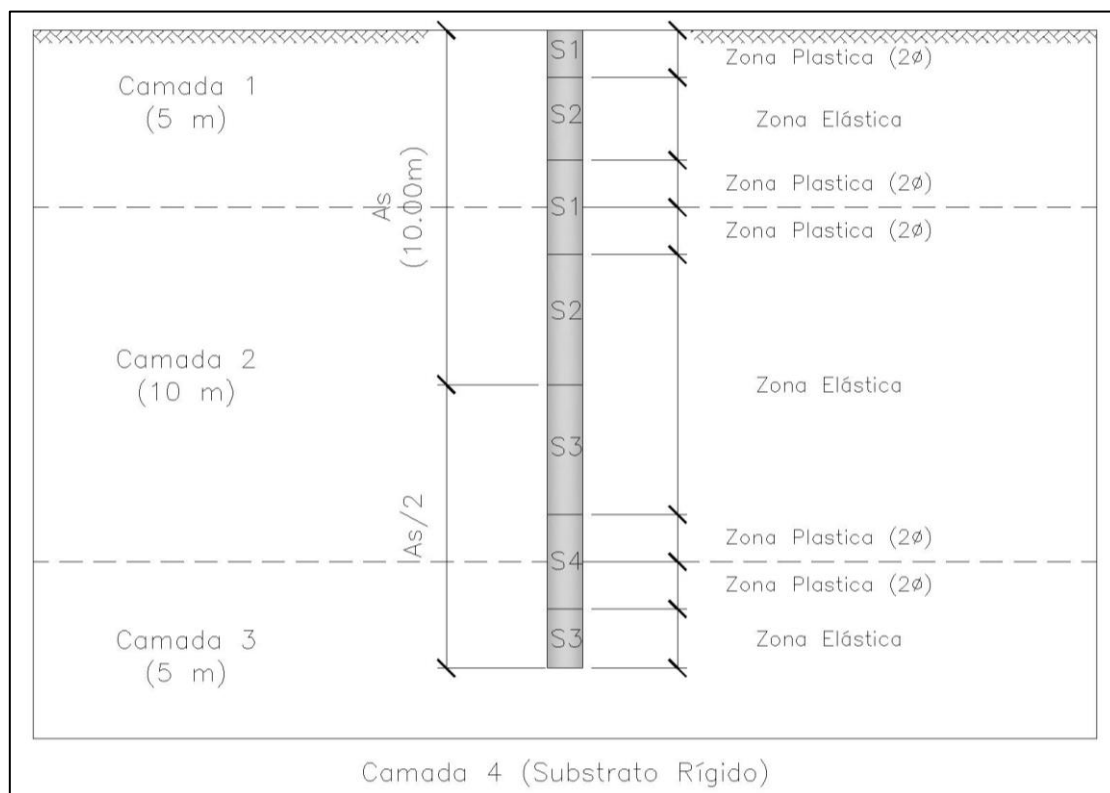 Camada 1
(5 m)
Camada 2
(10 m)
Camada 3
(5 m)
As
(10.00m)
As/2
S1
S2
S1
S2
S3
S4
S3
Zona Plastica (2ø)
Zona Elástica
Zona Plastica (2ø)
Zona Plastica (2ø)
Zona Elástica
Zona Plastica (2ø)
Zona Plastica (2ø)
Zona Elástica
Camada 4 (Substrato Rígido)